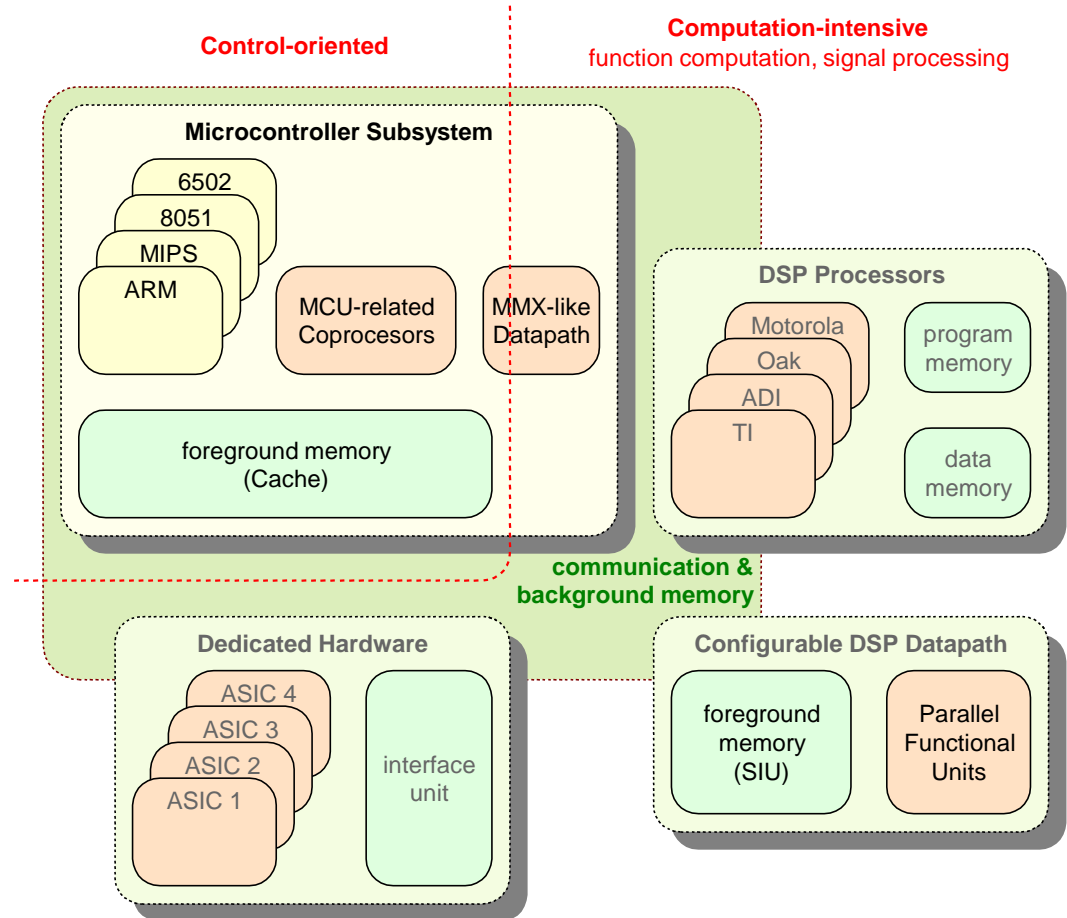 Control-oriented
Computation-intensive
function computation, signal processing
Microcontroller Subsystem
6502
8051
MIPS
ARM
MCU-related
Coprocesors
MMX-like
Datapath
foreground memory
(Cache)
DSP Processors
Motorola
Oak
ADI
TI
program
memory
data
memory
communication &
background memory
Dedicated Hardware
ASIC 4
ASIC 3
ASIC 2
ASIC 1
interface
unit
Configurable DSP Datapath
foreground
memory
(SIU)
Parallel
Functional
Units